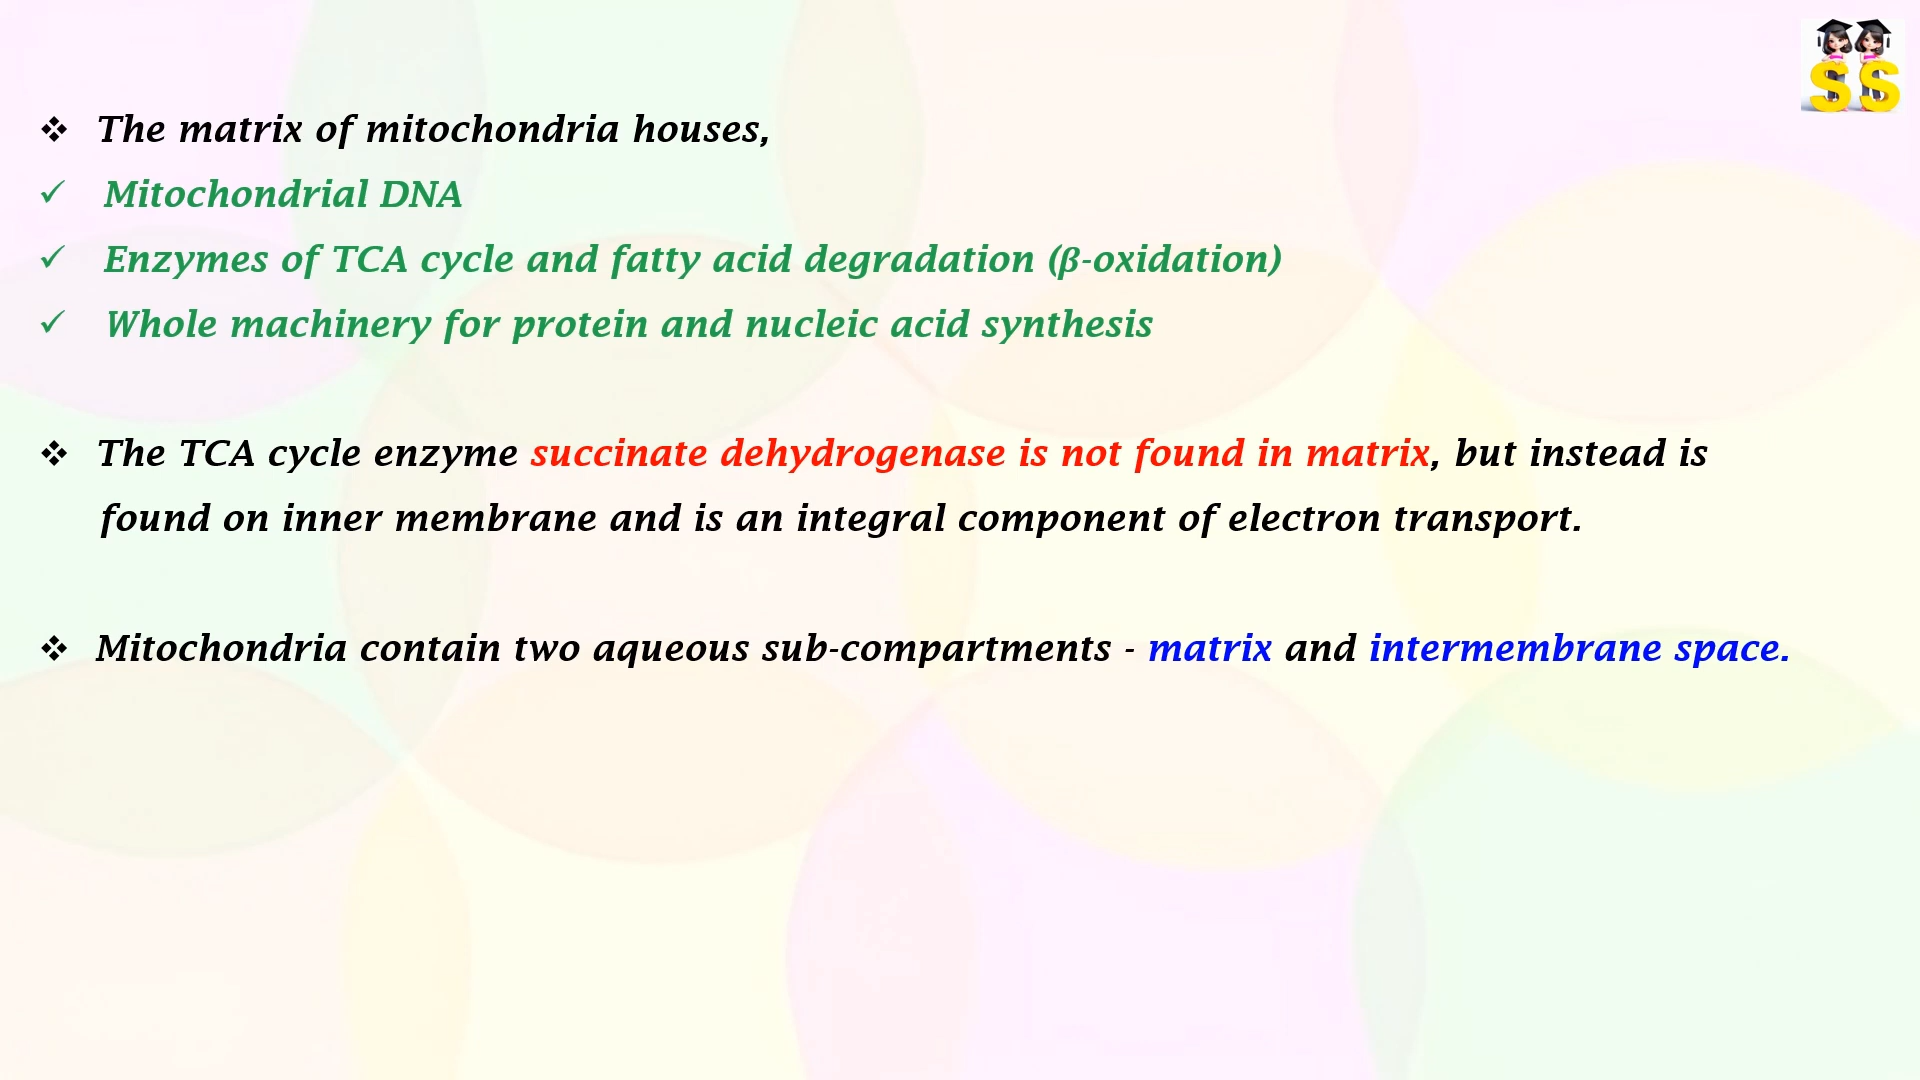 ❖ The matrix of mitochondria houses,
✓ Mitochondrial DNA
✓ Enzymes of TCA cycle and fatty acid degradation (β-oxidation)
✓ Whole machinery for protein and nucleic acid synthesis
❖ The TCA cycle enzyme succinate dehydrogenase is not found in matrix, but instead is
found on inner membrane and is an integral component of electron transport.
❖ Mitochondria contain two aqueous sub-compartments - matrix and intermembrane space.
SS